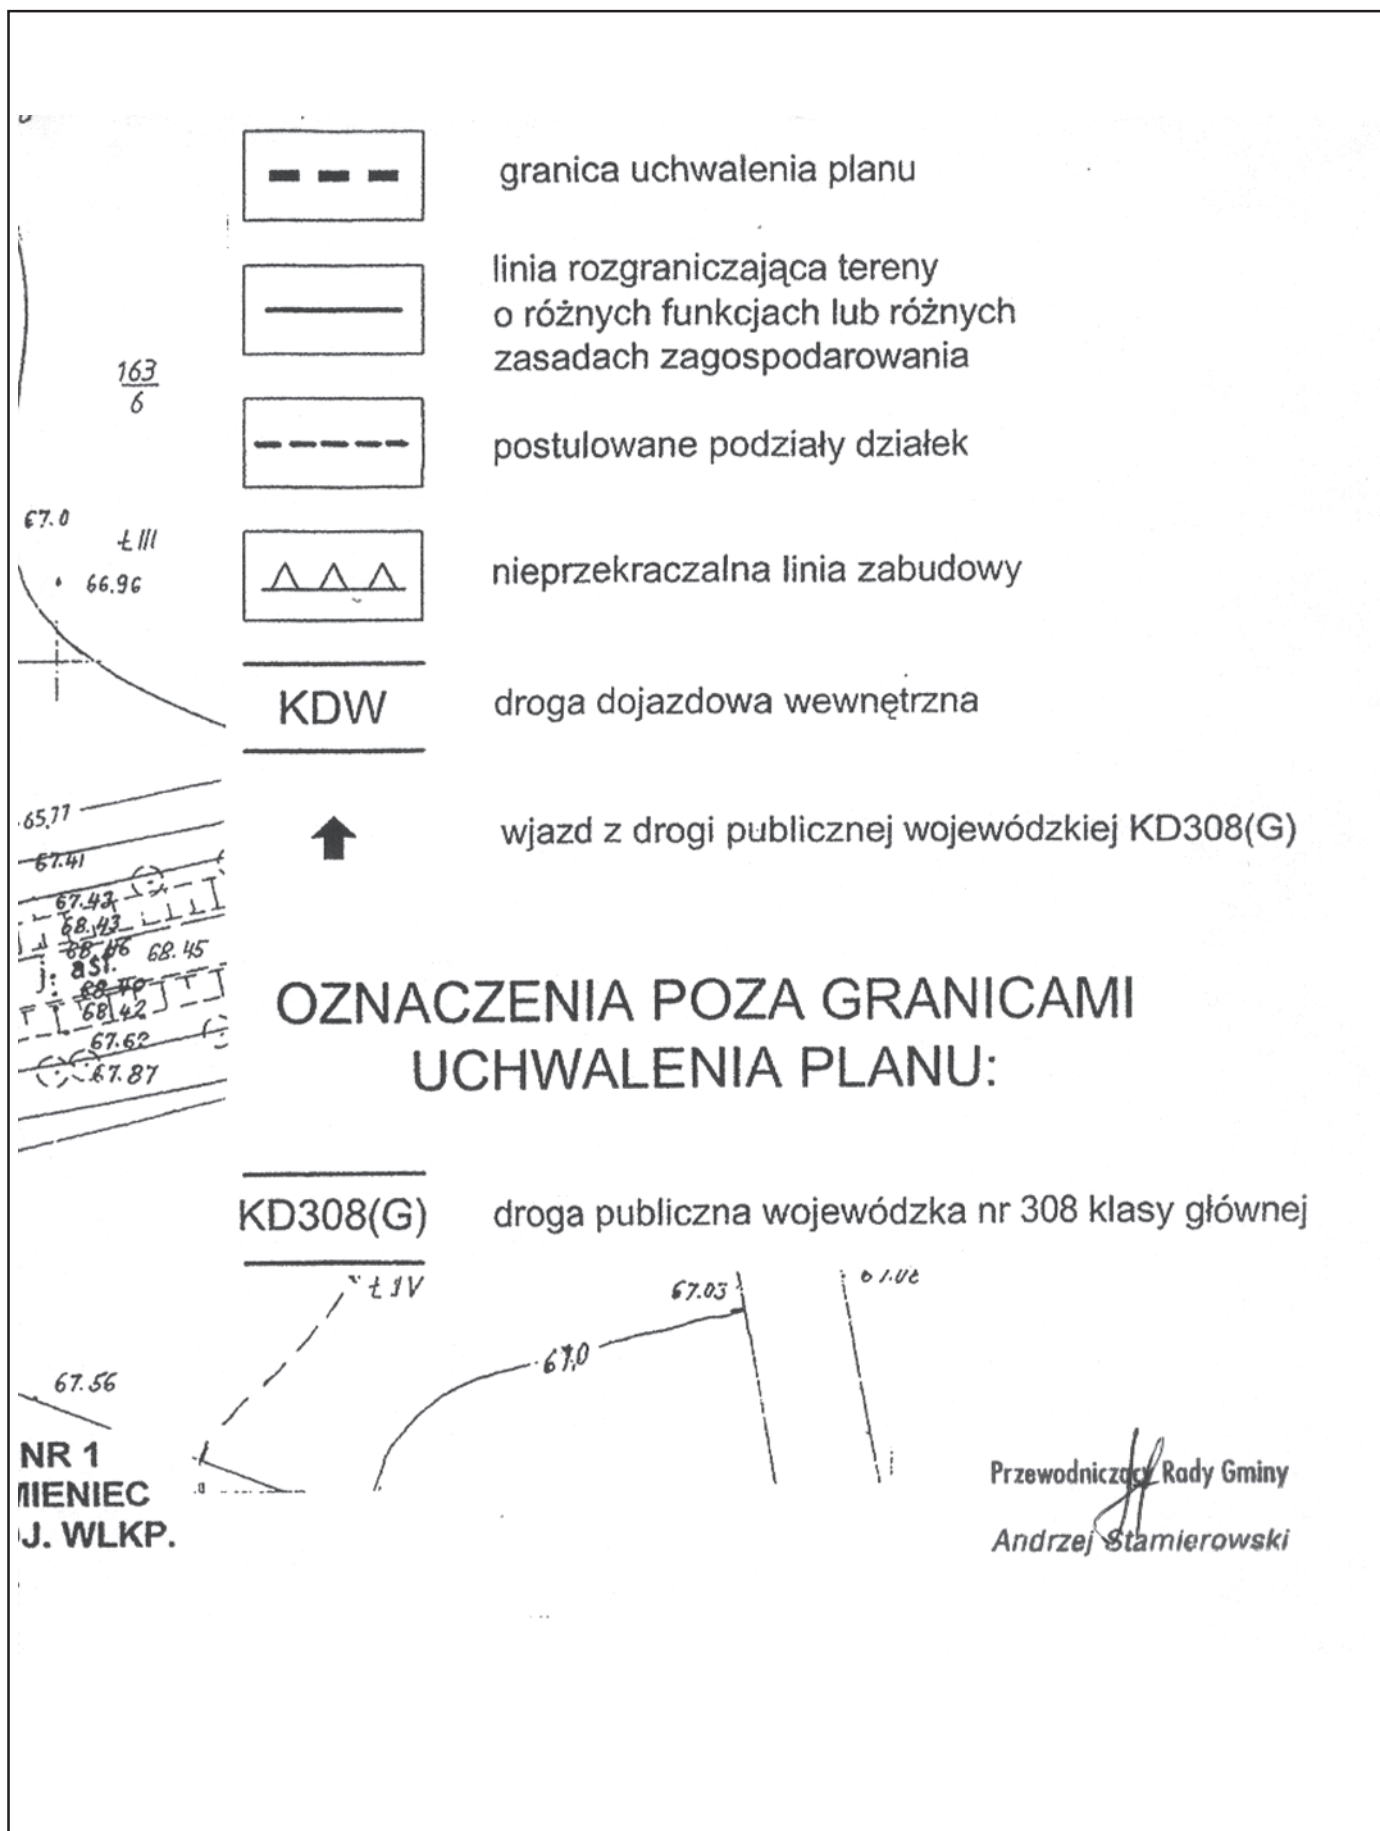 granica uchwalenia planu
linia rozgraniczająca tereny
o różnych funkcjach lub różnych
zasadach zagospodarowania
163
6
postulowane podziały działek
67.0
Ł III
66.96
nieprzekraczalna linia zabudowy
KDW
droga dojazdowa wewnętrzna
65.77
wjazd z drogi publicznej wojewódzkiej KD308(G)
67.41
67.42
68.43
68.45
j. asf.
68.42
67.62
67.87
OZNACZENIA POZA GRANICAMI
UCHWALENIA PLANU:
KD308(G)
droga publiczna wojewódzka nr 308 klasy głównej
Ł IV
67.03
67.0
67.56
NR 1
MIENIEC
J. WLKP.
Przewodniczący Rady Gminy
Andrzej Stamierowski